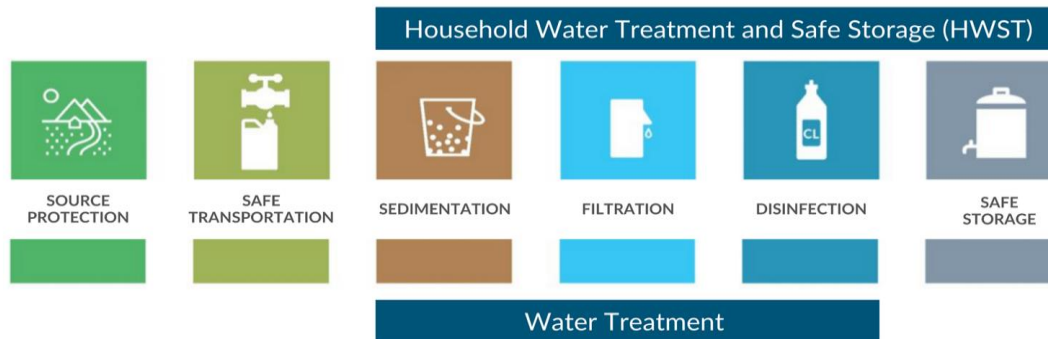 Household Water Treatment and Safe Storage (HWST)
CL
SOURCE
PROTECTION
SAFE
TRANSPORTATION
SEDIMENTATION
FILTRATION
DISINFECTION
SAFE
STORAGE
Water Treatment